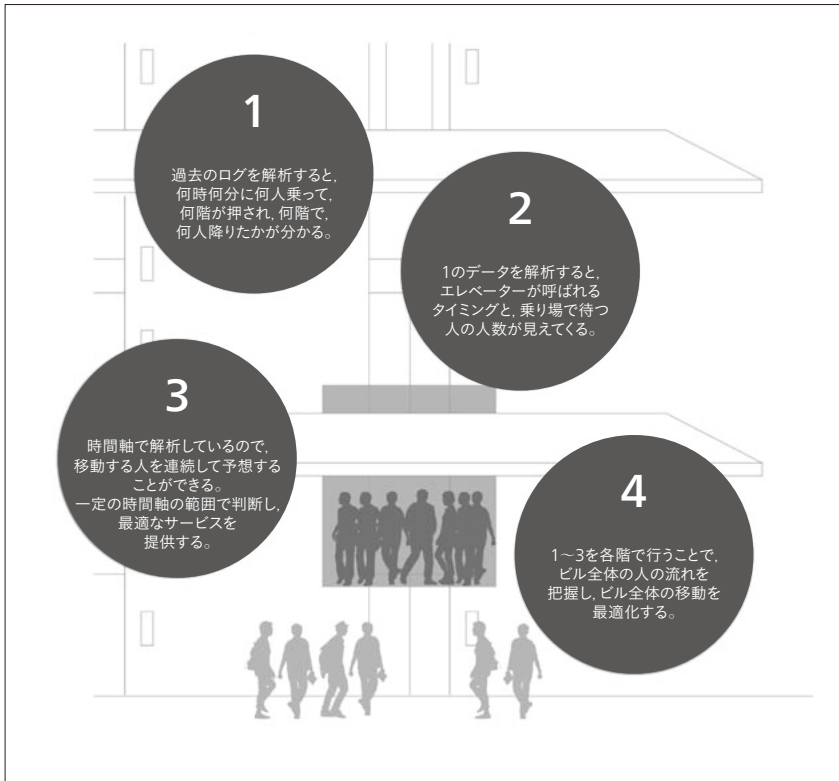 1
過去のログを解析すると,
何時何分に何人乗って,
何階が押され, 何階で,
何人降りたかが分かる。
2
1のデータを解析すると,
エレベーターが呼ばれる
タイミングと, 乗り場で待つ
人の人数が見えてくる。
3
時間軸で解析しているので,
移動する人を連続して予想する
ことができる。
一定の時間軸の範囲で判断し,
最適なサービスを
提供する。
4
1～3を各階で行うことで,
ビル全体の人の流れを
把握し, ビル全体の移動を
最適化する。